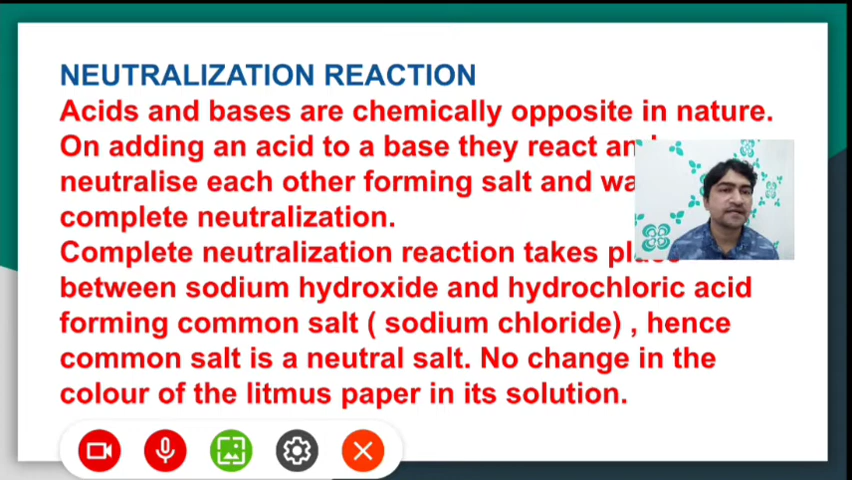 NEUTRALIZATION REACTION
Acids and bases are chemically opposite in nature.
On adding an acid to a base they react
neutralise each other forming salt and
complete neutralization.
Complete neutralization reaction takes
between sodium hydroxide and hydrochloric acid
forming common salt ( sodium chloride) , hence
common salt is a neutral salt. No change in the
colour of the litmus paper in its solution.